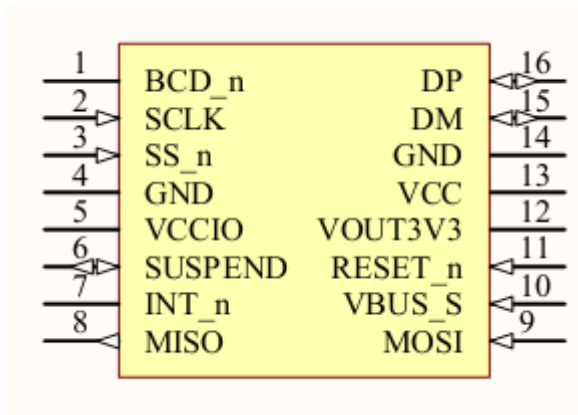 1 BCD_n DP 16
2 SCLK DM 15
3 SS_n GND 14
4 GND VCC 13
5 VCCIO VOUT3V3 12
6 SUSPEND RESET_n 11
7 INT_n VBUS_S 10
8 MISO MOSI 9